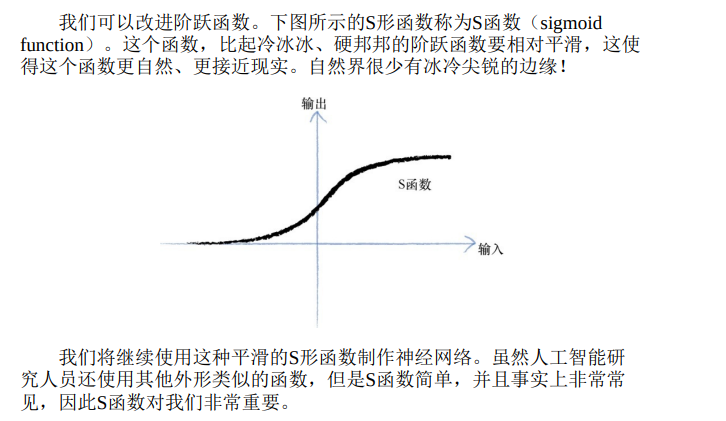 我们可以改进阶跃函数。下图所示的S形函数称为S函数（sigmoid
function）。这个函数，比起冷冰冰、硬邦邦的阶跃函数要相对平滑，这使
得这个函数更自然、更接近现实。自然界很少有冰冷尖锐的边缘！
输出
S函数
输入
我们将继续使用这种平滑的S形函数制作神经网络。虽然人工智能研
究人员还使用其他外形类似的函数，但是S函数简单，并且事实上非常常
见，因此S函数对我们非常重要。